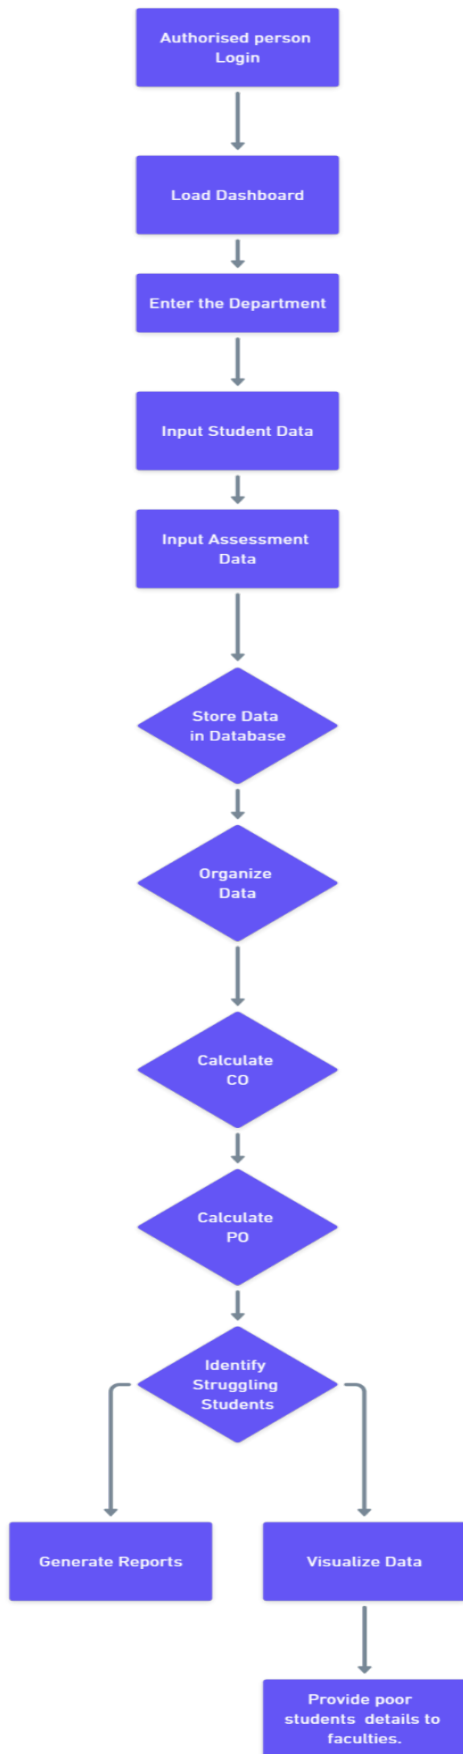 Authorised person
Login
Load Dashboard
Enter the Department
Input Student Data
Input Assessment
Data
Store Data
in Database
Organize
Data
Calculate
CO
Calculate
PO
Identify
Struggling
Students
Generate Reports
Visualize Data
Provide poor
students details to
faculties.